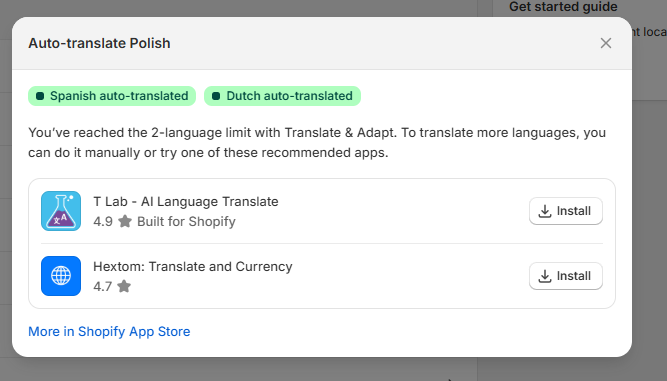 Get started guide
Auto-translate Polish
Spanish auto-translated Dutch auto-translated
You've reached the 2-language limit with Translate & Adapt. To translate more languages, you
can do it manually or try one of these recommended apps.
T Lab - AI Language Translate
4.9 Built for Shopify
Install
Hextom: Translate and Currency
4.7
Install
More in Shopify App Store